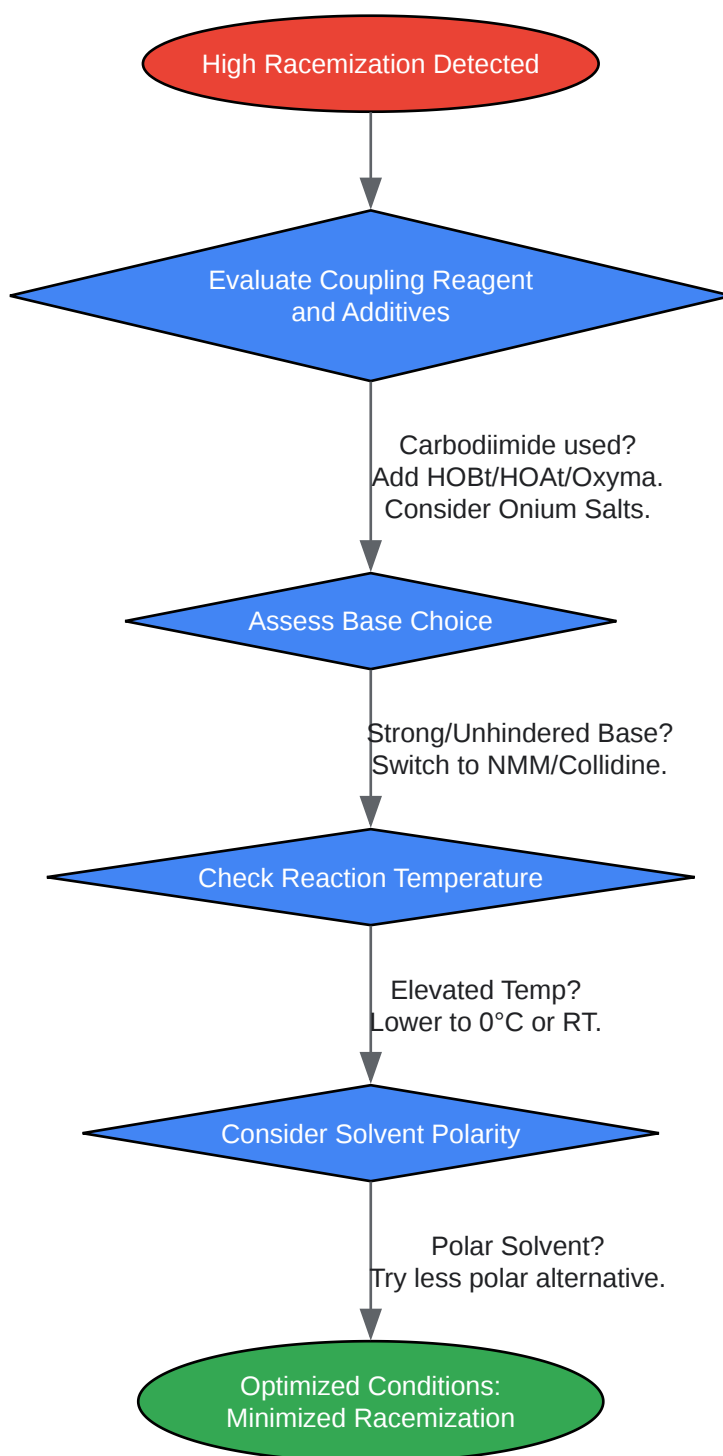 High Racemization Detected
Evaluate Coupling Reagent
and Additives
Carbodiimide used?
Add HOBt/HOAt/Oxyma.
Consider Onium Salts.
Assess Base Choice
Strong/Unhindered Base?
Switch to NMM/Collidine.
Check Reaction Temperature
Elevated Temp?
Lower to 0°C or RT.
Consider Solvent Polarity
Polar Solvent?
Try less polar alternative.
Optimized Conditions:
Minimized Racemization